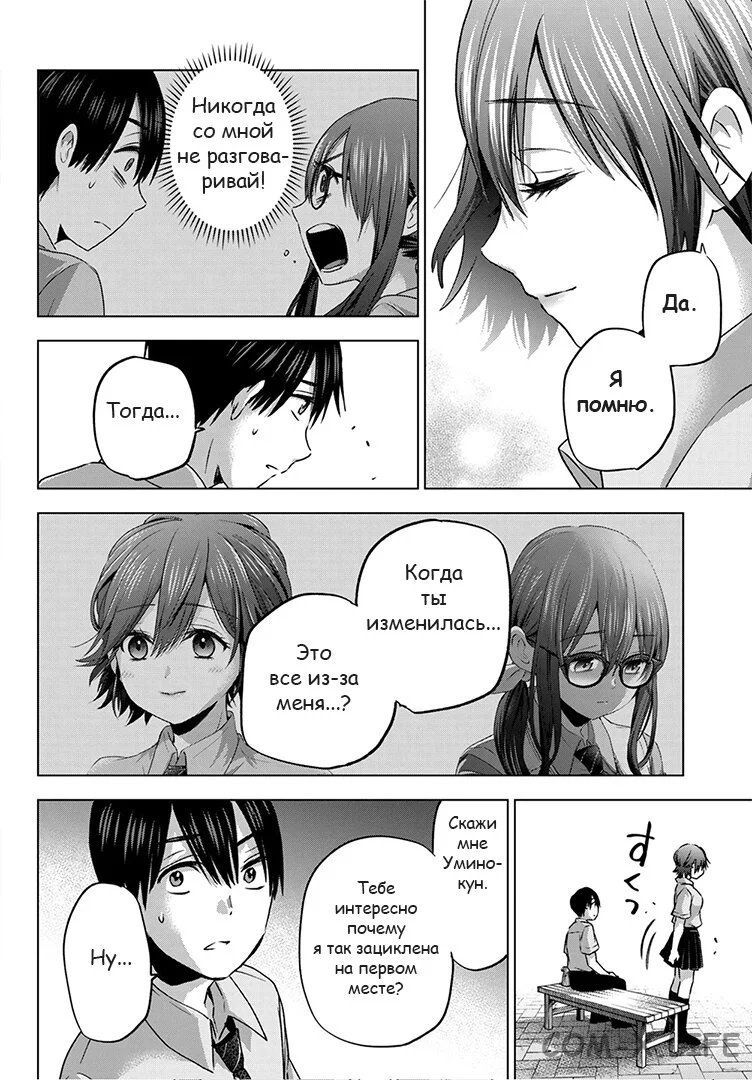 Да.
Я
помню.
Никогда
со мной
не разгова-
ривай!
Тогда...
Когда
ты
изменилась...
Это
все из-за
меня...?
すくっ
Скажи
мне
Умино-
кун.
Тебе
интересно
почему
я так зациклена
на первом
месте?
Ну...